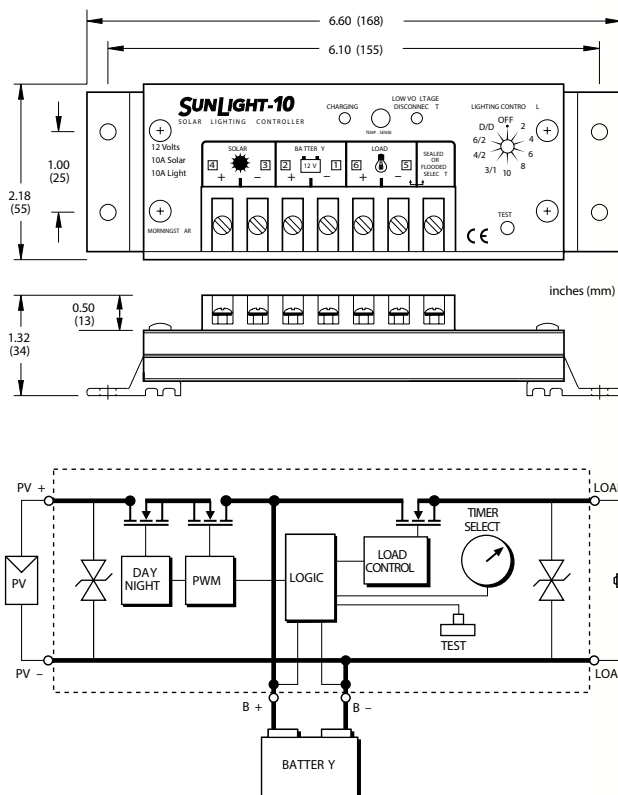 6.60 (168)
6.10 (155)
SUNLIGHT-10
SOLAR LIGHTING CONTROLLER
CHARGING
TEMP . SENSE
LOW VO L TAGE
DISCONNEC T
LIGHTING CONTRO L
OFF
D/D 2
6/2 4
4/2 6
3/1 10 8
12 Volts
10A Solar
10A Light
SOLAR
4 3
+ −
BA TTER Y
2 12 V 1
+ −
LOAD
6 5
+ −
SEALED
OR
FLOODED
SELEC T
1.00
(25)
2.18
(55)
MORNINGST AR
CE
TEST
inches (mm)
0.50
(13)
1.32
(34)
PV +
LOAD
TIMER
SELECT
PV
DAY
NIGHT
PWM
LOGIC
LOAD
CONTROL
TEST
PV −
LOA
B +
B −
BATTER Y